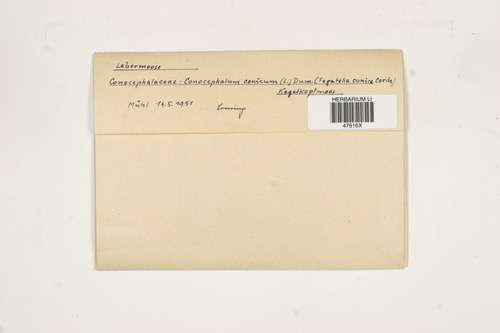 Lebermoose
Conocephalaceae: Conocephalum conicum (L.) Dum. (Fegatella conica Corda)
Kegelkopfmoos
Mühl 14.5.1951
HERBARIUM LI
47616X